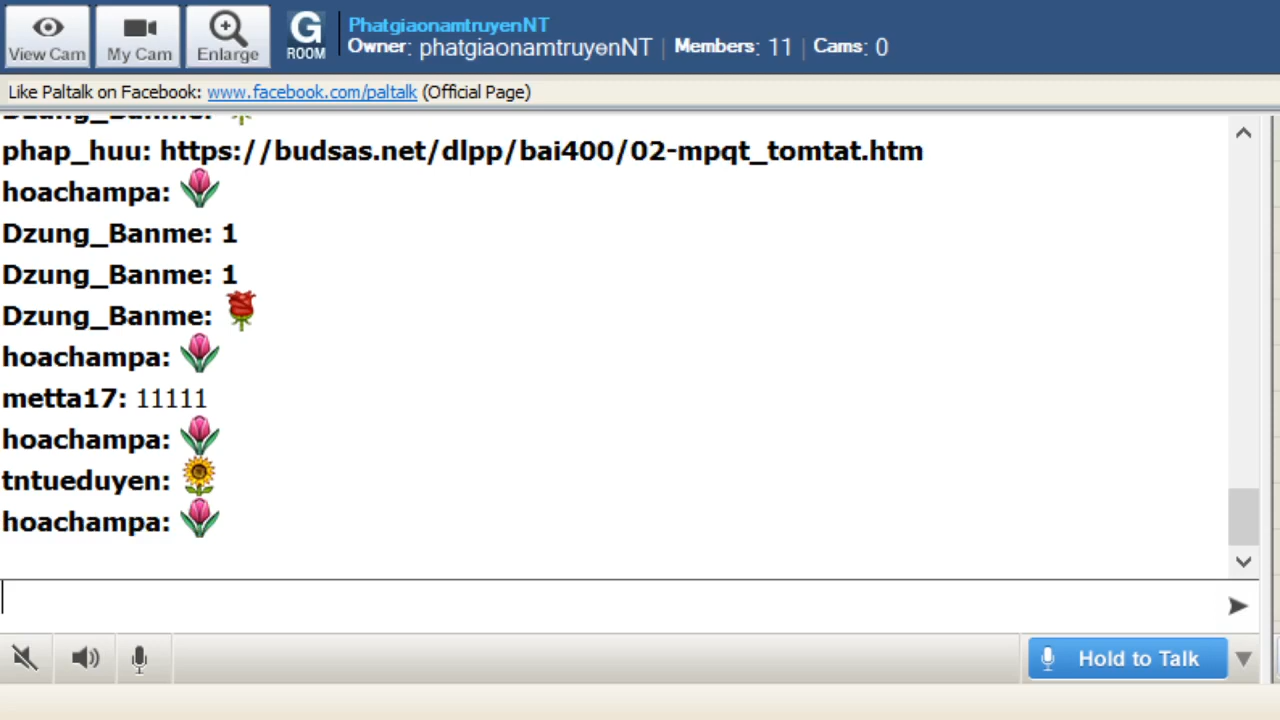 View Cam
My Cam
Enlarge
G
ROOM
PhatgiaonamtruyenNT
Owner: phatgiaonamtruyenNT | Members: 11 | Cams: 0
Like Paltalk on Facebook: www.facebook.com/paltalk (Official Page)
Dzung_Banme:
phap_huu: https://budsas.net/dlpp/bai400/02-mpqt_tomtat.htm
hoachampa:
Dzung_Banme: 1
Dzung_Banme: 1
Dzung_Banme:
hoachampa:
metta17: 11111
hoachampa:
tntueduyen:
hoachampa:
Hold to Talk